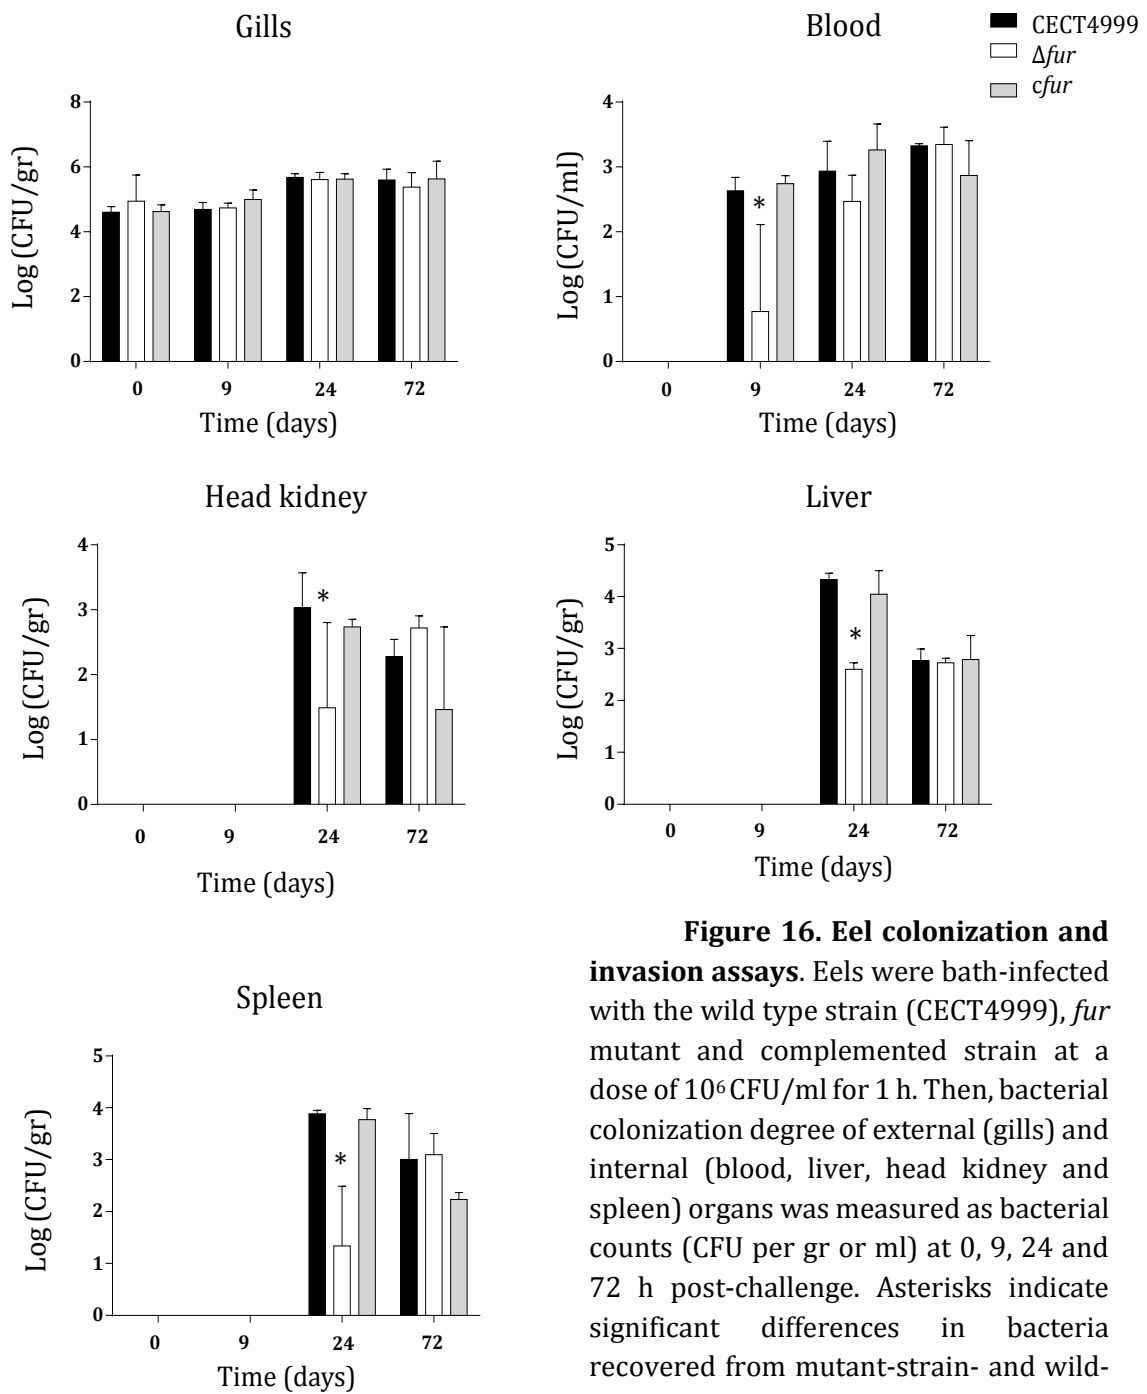 Gills
Log (CFU/gr)
8
6
4
2
0
0 9 24 72
Time (days)
Blood
CECT4999
Δfur
cfur
Log (CFU/ml)
4
3
2
1
0
*
0 9 24 72
Time (days)
Head kidney
Log (CFU/gr)
4
3
2
1
0
*
0 9 24 72
Time (days)
Liver
Log (CFU/gr)
5
4
3
2
1
0
*
0 9 24 72
Time (days)
Spleen
Log (CFU/gr)
5
4
3
2
1
0
*
0 9 24 72
Time (days)
Figure 16. Eel colonization and
invasion assays. Eels were bath-infected
with the wild type strain (CECT4999), fur
mutant and complemented strain at a
dose of 10⁶ CFU/ml for 1 h. Then, bacterial
colonization degree of external (gills) and
internal (blood, liver, head kidney and
spleen) organs was measured as bacterial
counts (CFU per gr or ml) at 0, 9, 24 and
72 h post-challenge. Asterisks indicate
significant differences in bacteria
recovered from mutant-strain- and wild-